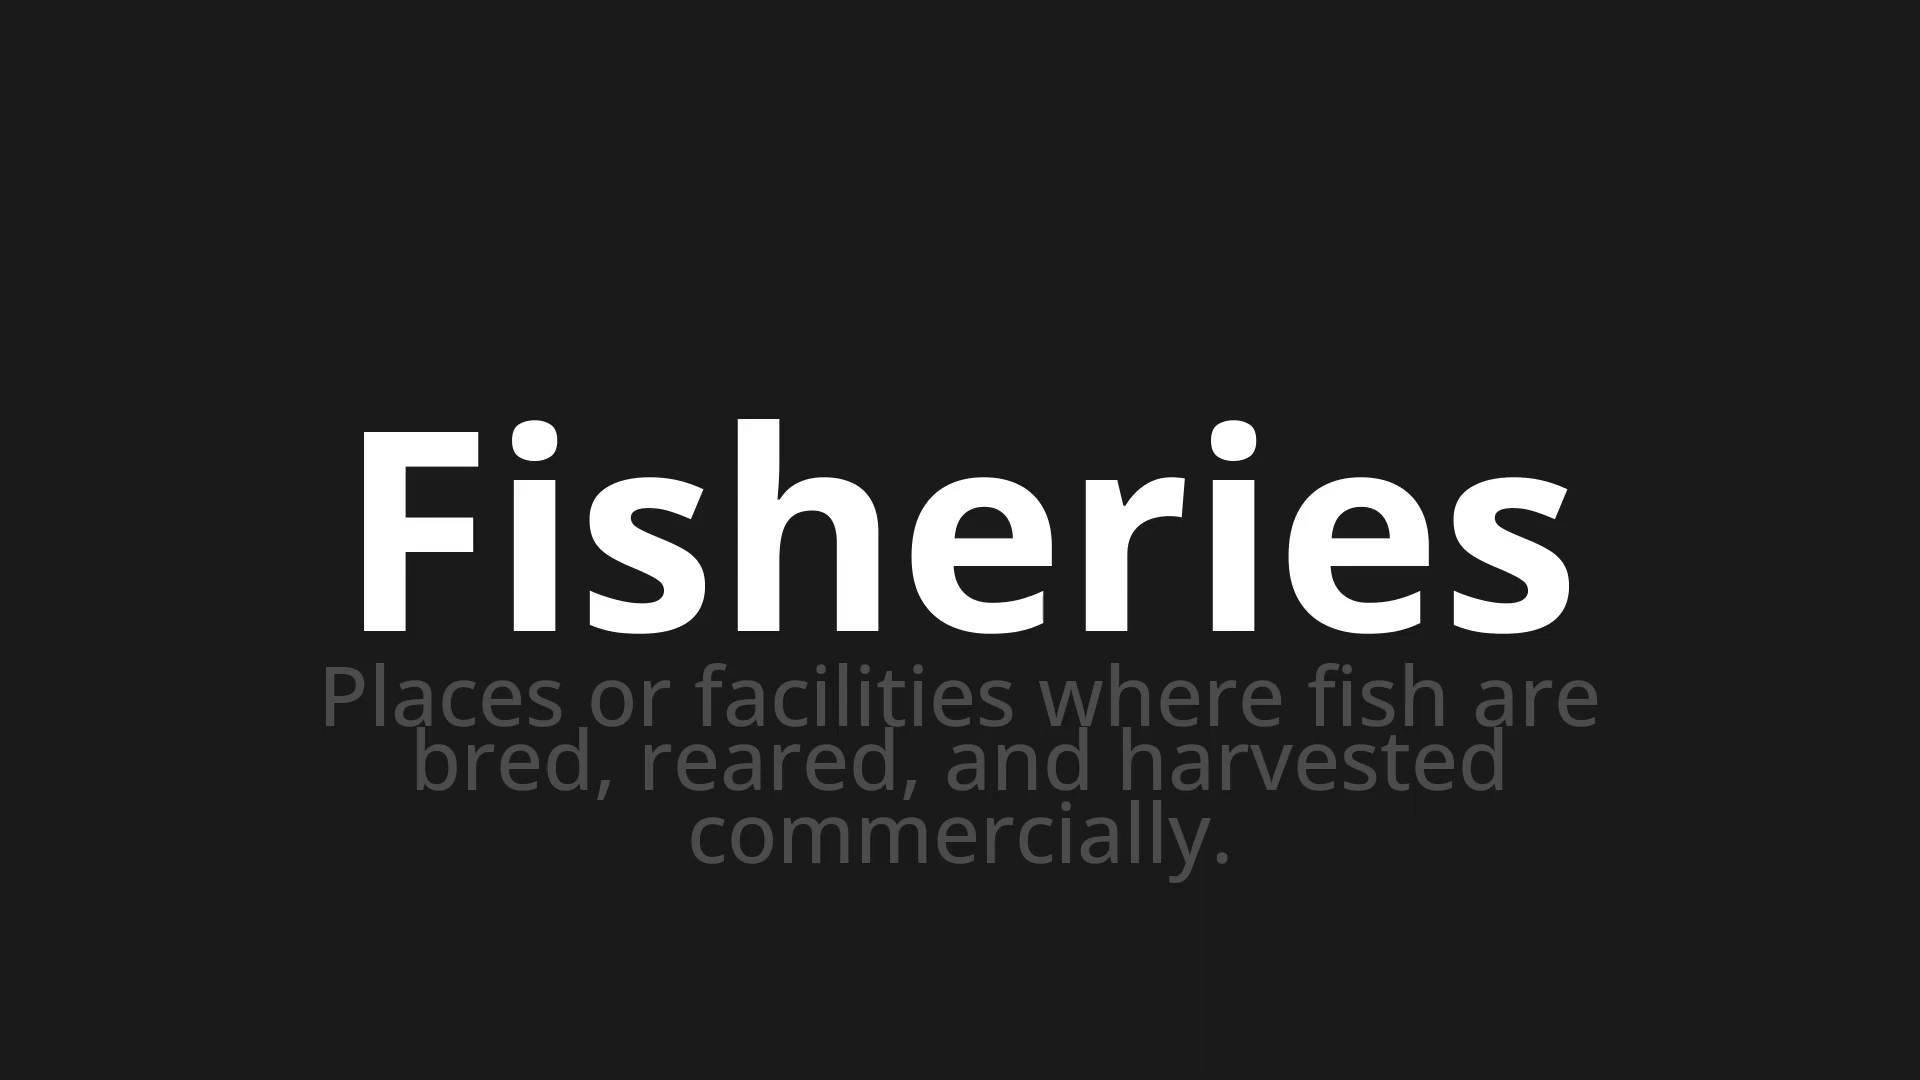 Fisheries
Places or facilities where fish are
bred, reared, and harvested
commercially.